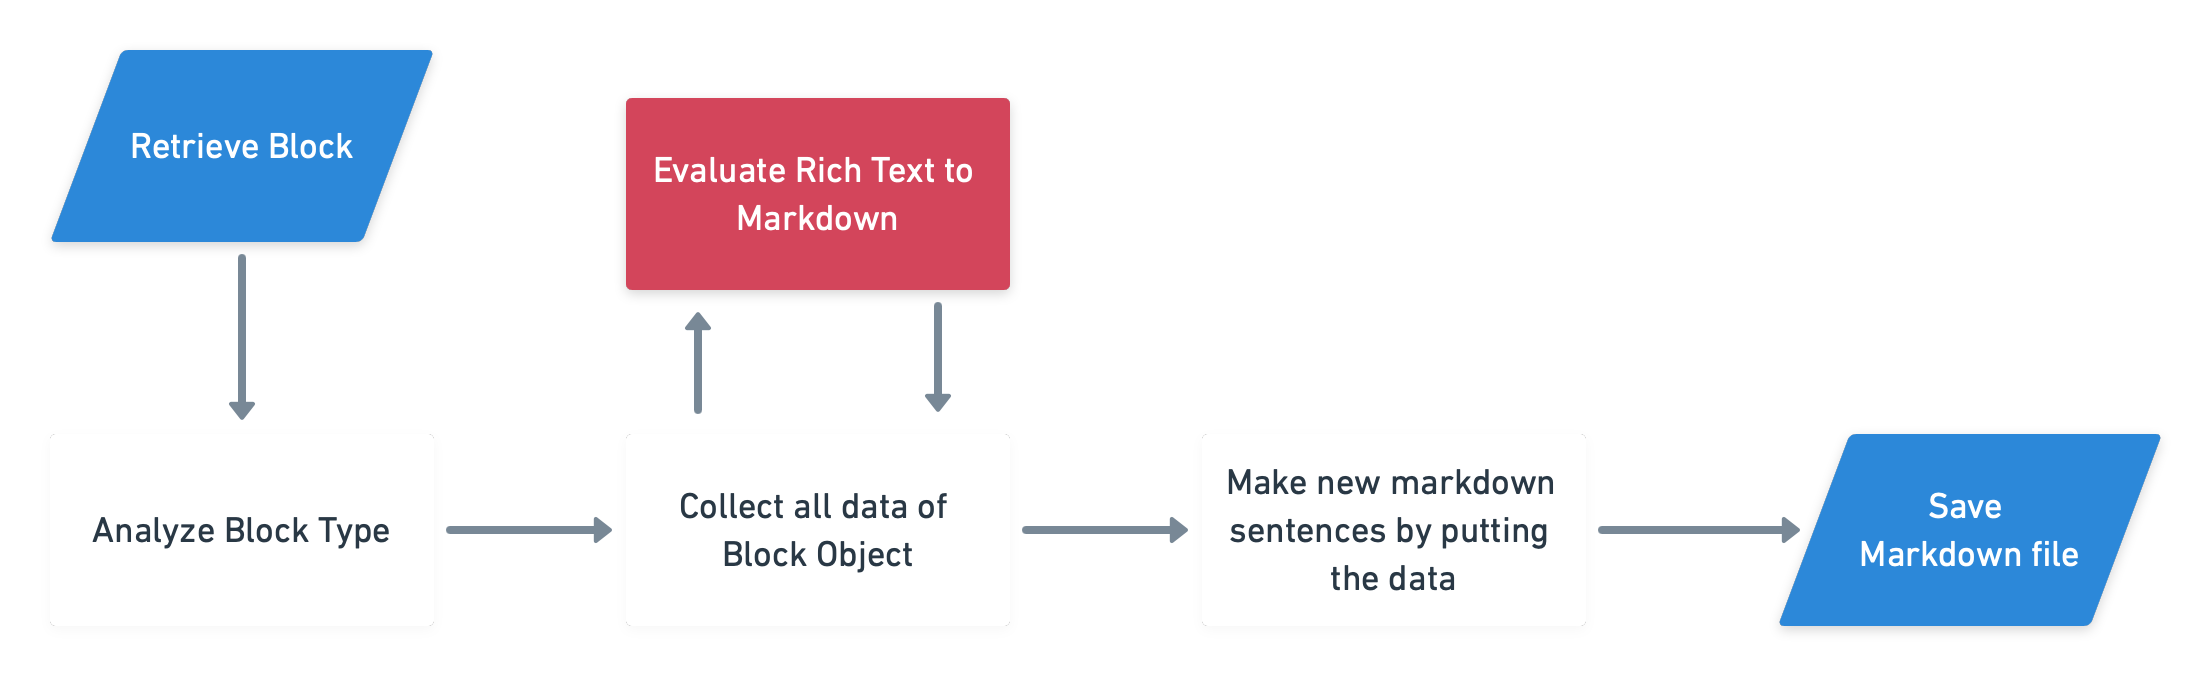 Retrieve Block
Evaluate Rich Text to
Markdown
Analyze Block Type
Collect all data of
Block Object
Make new markdown
sentences by putting
the data
Save
Markdown file